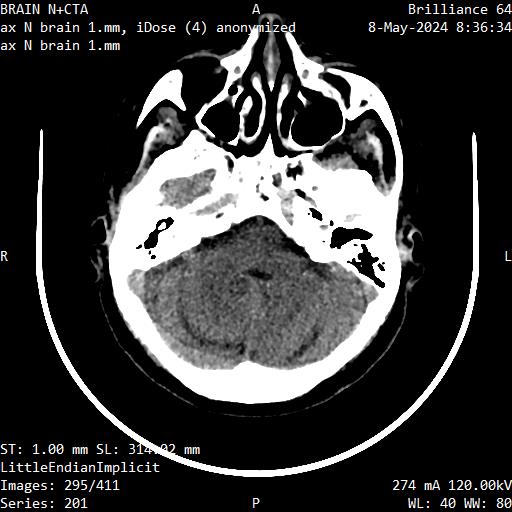 BRAIN N+CTA
A
Brilliance 64
ax N brain 1.mm, iDose (4) anonymized
8-May-2024 8:36:34
ax N brain 1.mm
R
L
ST: 1.00 mm SL: 314.02 mm
LittleEndianImplicit
Images: 295/411
274 mA 120.00kV
Series: 201
P
WL: 40 WW: 80